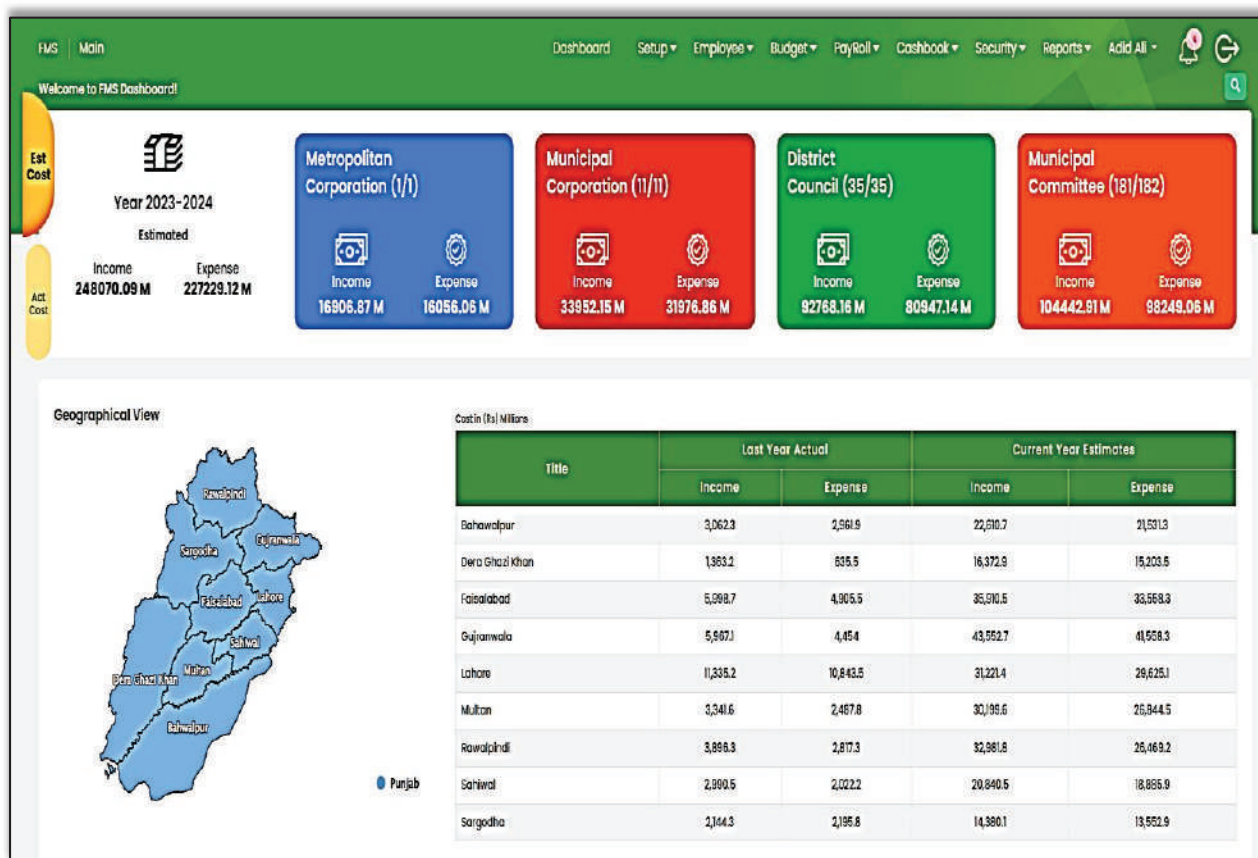 FMS Main Dashboard Setup Employee Budget PayRoll Cashbook Security Reports Adid Ali
Welcome to FMS Dashboard!
Est
Cost
Act
Cost
Year 2023-2024
Estimated
Income Expense
248070.09 M 227229.12 M
Metropolitan
Corporation (1/1)
Income Expense
16906.87 M 16056.06 M
Municipal
Corporation (11/11)
Income Expense
33952.15 M 31976.86 M
District
Council (35/35)
Income Expense
92768.16 M 80947.14 M
Municipal
Committee (181/182)
Income Expense
104442.91 M 98249.06 M
Geographical View
Rawalpindi
Sargodha
Gujranwala
Faisalabad
Lahore
Sahiwal
Multan
Dera Ghazi Khan
Bahwalpur
Punjab
Cost in (Rs) Millions
Title Last Year Actual Current Year Estimates
Income Expense Income Expense
Bahawalpur 3,062.3 2,961.9 22,610.7 21,531.3
Dera Ghazi Khan 1,363.2 635.5 16,372.9 15,203.5
Faisalabad 5,998.7 4,905.5 35,910.5 33,558.3
Gujranwala 5,967.1 4,454 43,552.7 41,558.3
Lahore 11,335.2 10,843.5 31,221.4 29,625.1
Multan 3,341.6 2,487.8 30,199.6 26,844.5
Rawalpindi 3,896.3 2,817.3 32,981.8 26,469.2
Sahiwal 2,990.5 2,022.2 20,840.5 18,885.9
Sargodha 2,144.3 2,195.8 14,380.1 13,552.9